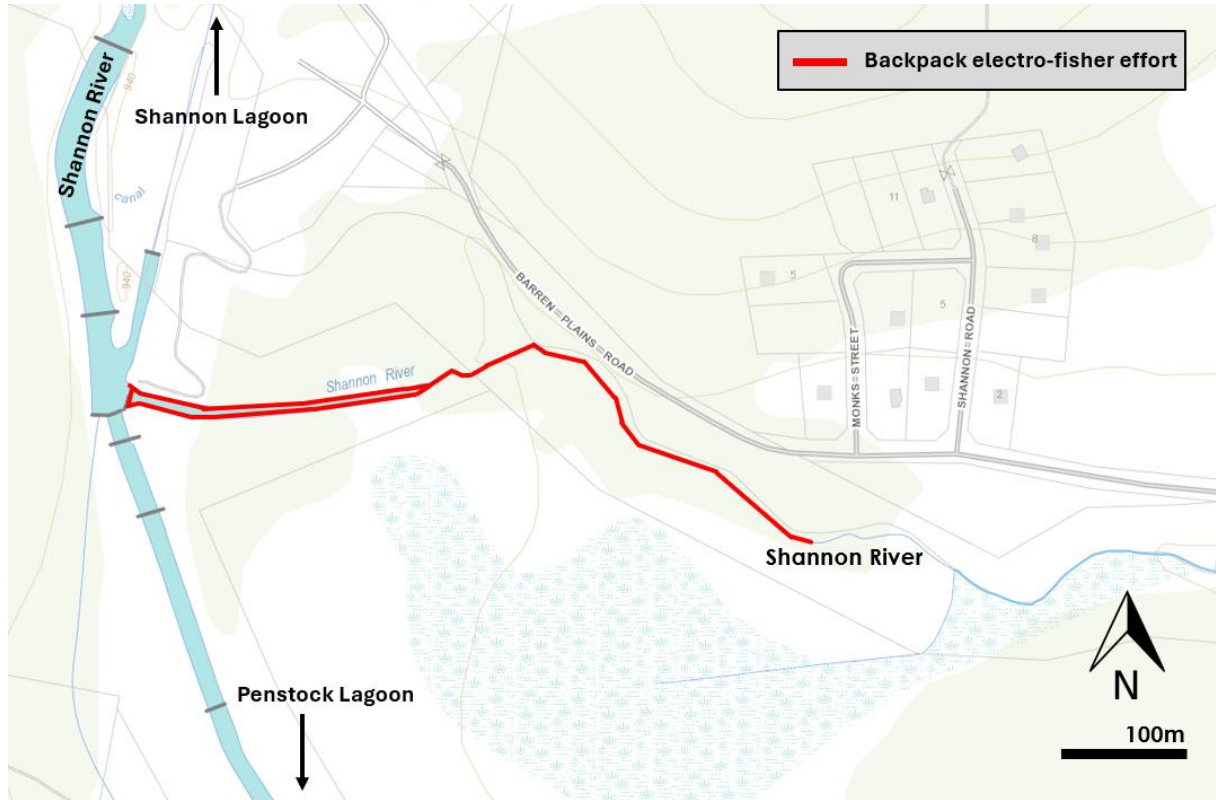 Backpack electro-fisher effort
Shannon River
940
Shannon Lagoon
canal
940
11
8
5
5
BARREN PLAINS ROAD
MONKS STREET
SHANNON ROAD
2
Shannon River
Shannon River
Penstock Lagoon
N
100m